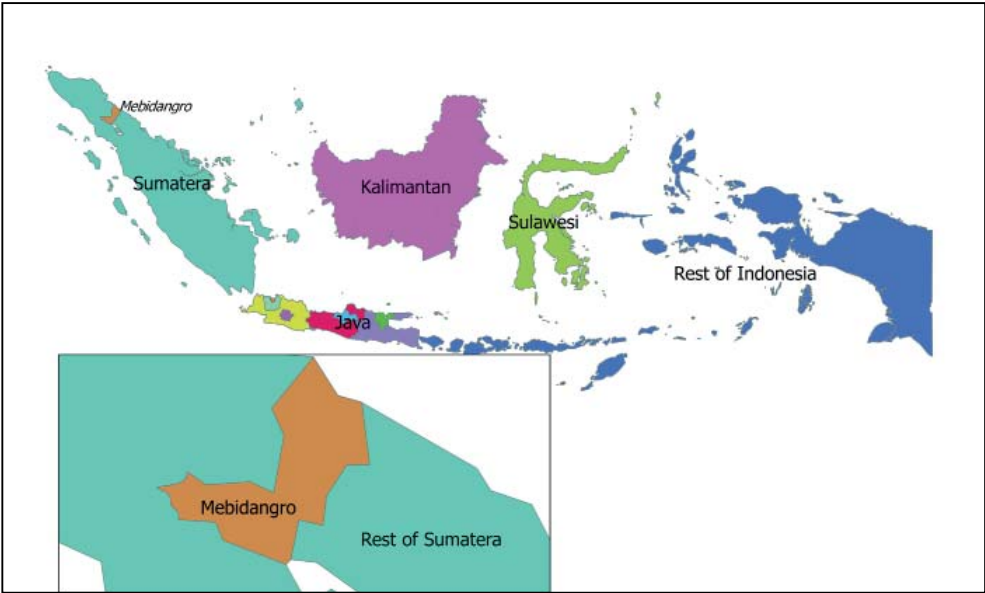 Mebidangro
Sumatera
Kalimantan
Sulawesi
Rest of Indonesia
Java
Mebidangro
Rest of Sumatera